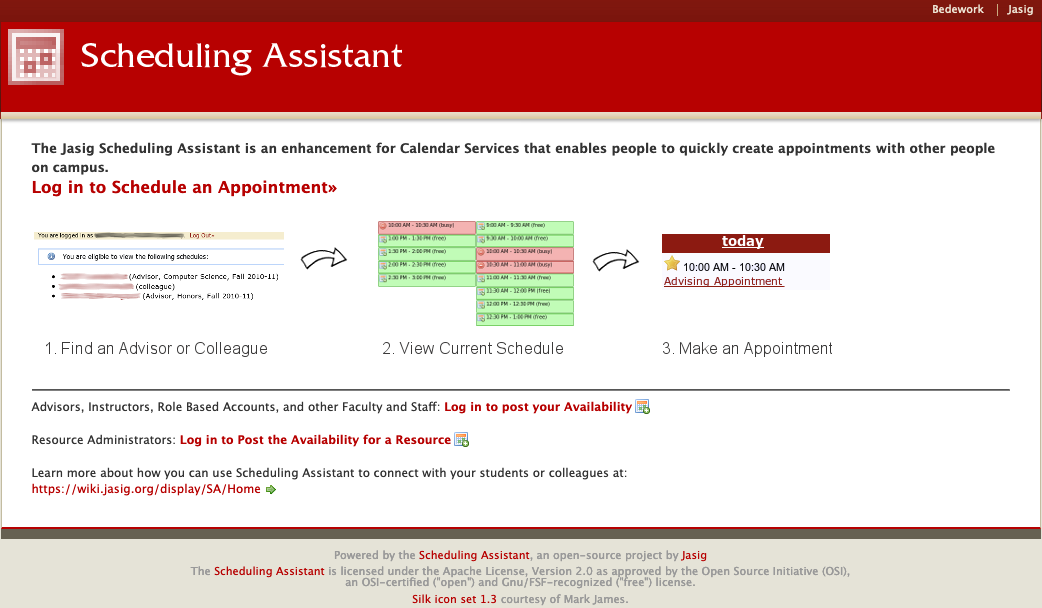 Bedework | Jasig
Scheduling Assistant
The Jasig Scheduling Assistant is an enhancement for Calendar Services that enables people to quickly create appointments with other people
on campus.
Log in to Schedule an Appointment»
You are logged in as Log Out»
You are eligible to view the following schedules:
(Advisor, Computer Science, Fall 2010-11)
(colleague)
(Advisor, Honors, Fall 2010-11)
10:00 AM - 10:30 AM (busy)
1:00 PM - 1:30 PM (free)
1:30 PM - 2:00 PM (free)
2:00 PM - 2:30 PM (free)
2:30 PM - 3:00 PM (free)
9:00 AM - 9:30 AM (free)
9:30 AM - 10:00 AM (free)
10:00 AM - 10:30 AM (busy)
10:30 AM - 11:00 AM (busy)
11:00 AM - 11:30 AM (free)
11:30 AM - 12:00 PM (free)
12:00 PM - 12:30 PM (free)
12:30 PM - 1:00 PM (free)
today
10:00 AM - 10:30 AM
Advising Appointment
1. Find an Advisor or Colleague
2. View Current Schedule
3. Make an Appointment
Advisors, Instructors, Role Based Accounts, and other Faculty and Staff: Log in to post your Availability
Resource Administrators: Log in to Post the Availability for a Resource
Learn more about how you can use Scheduling Assistant to connect with your students or colleagues at:
https://wiki.jasig.org/display/SA/Home
Powered by the Scheduling Assistant, an open-source project by Jasig
The Scheduling Assistant is licensed under the Apache License, Version 2.0 as approved by the Open Source Initiative (OSI),
an OSI-certified ("open") and Gnu/FSF-recognized ("free") license.
Silk icon set 1.3 courtesy of Mark James.